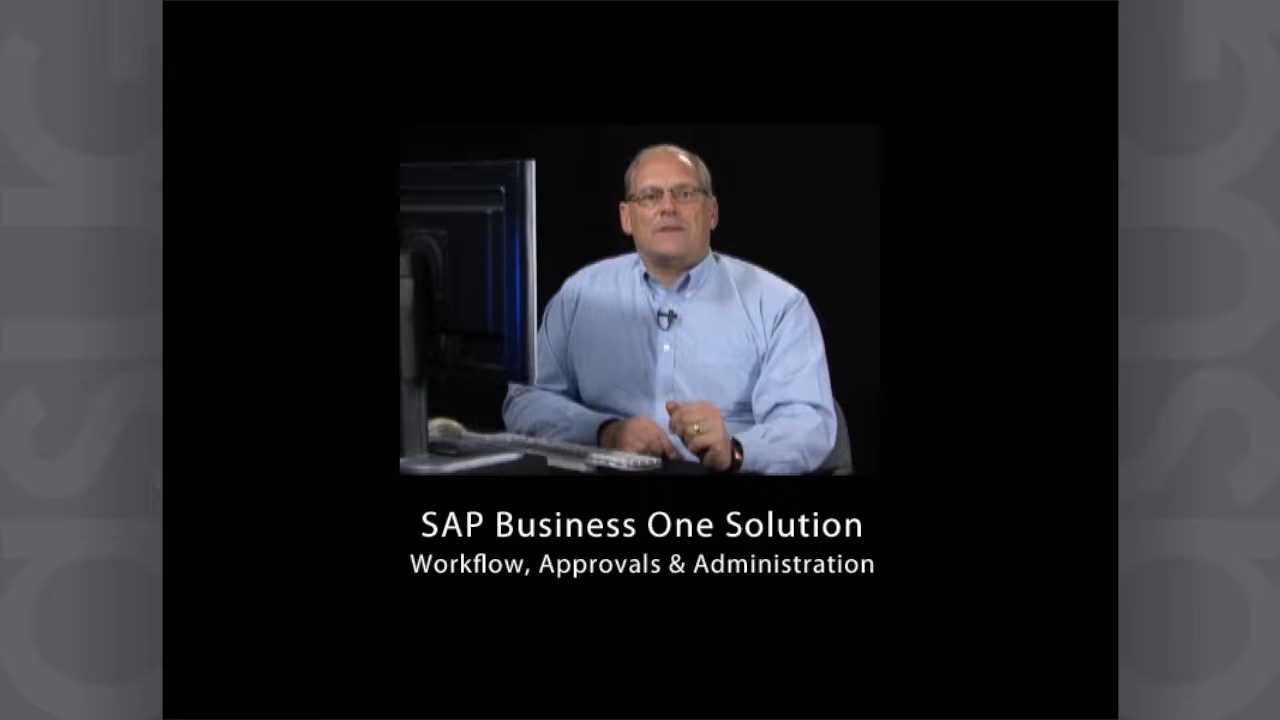 SAP Business One Solution
Workflow, Approvals & Administration